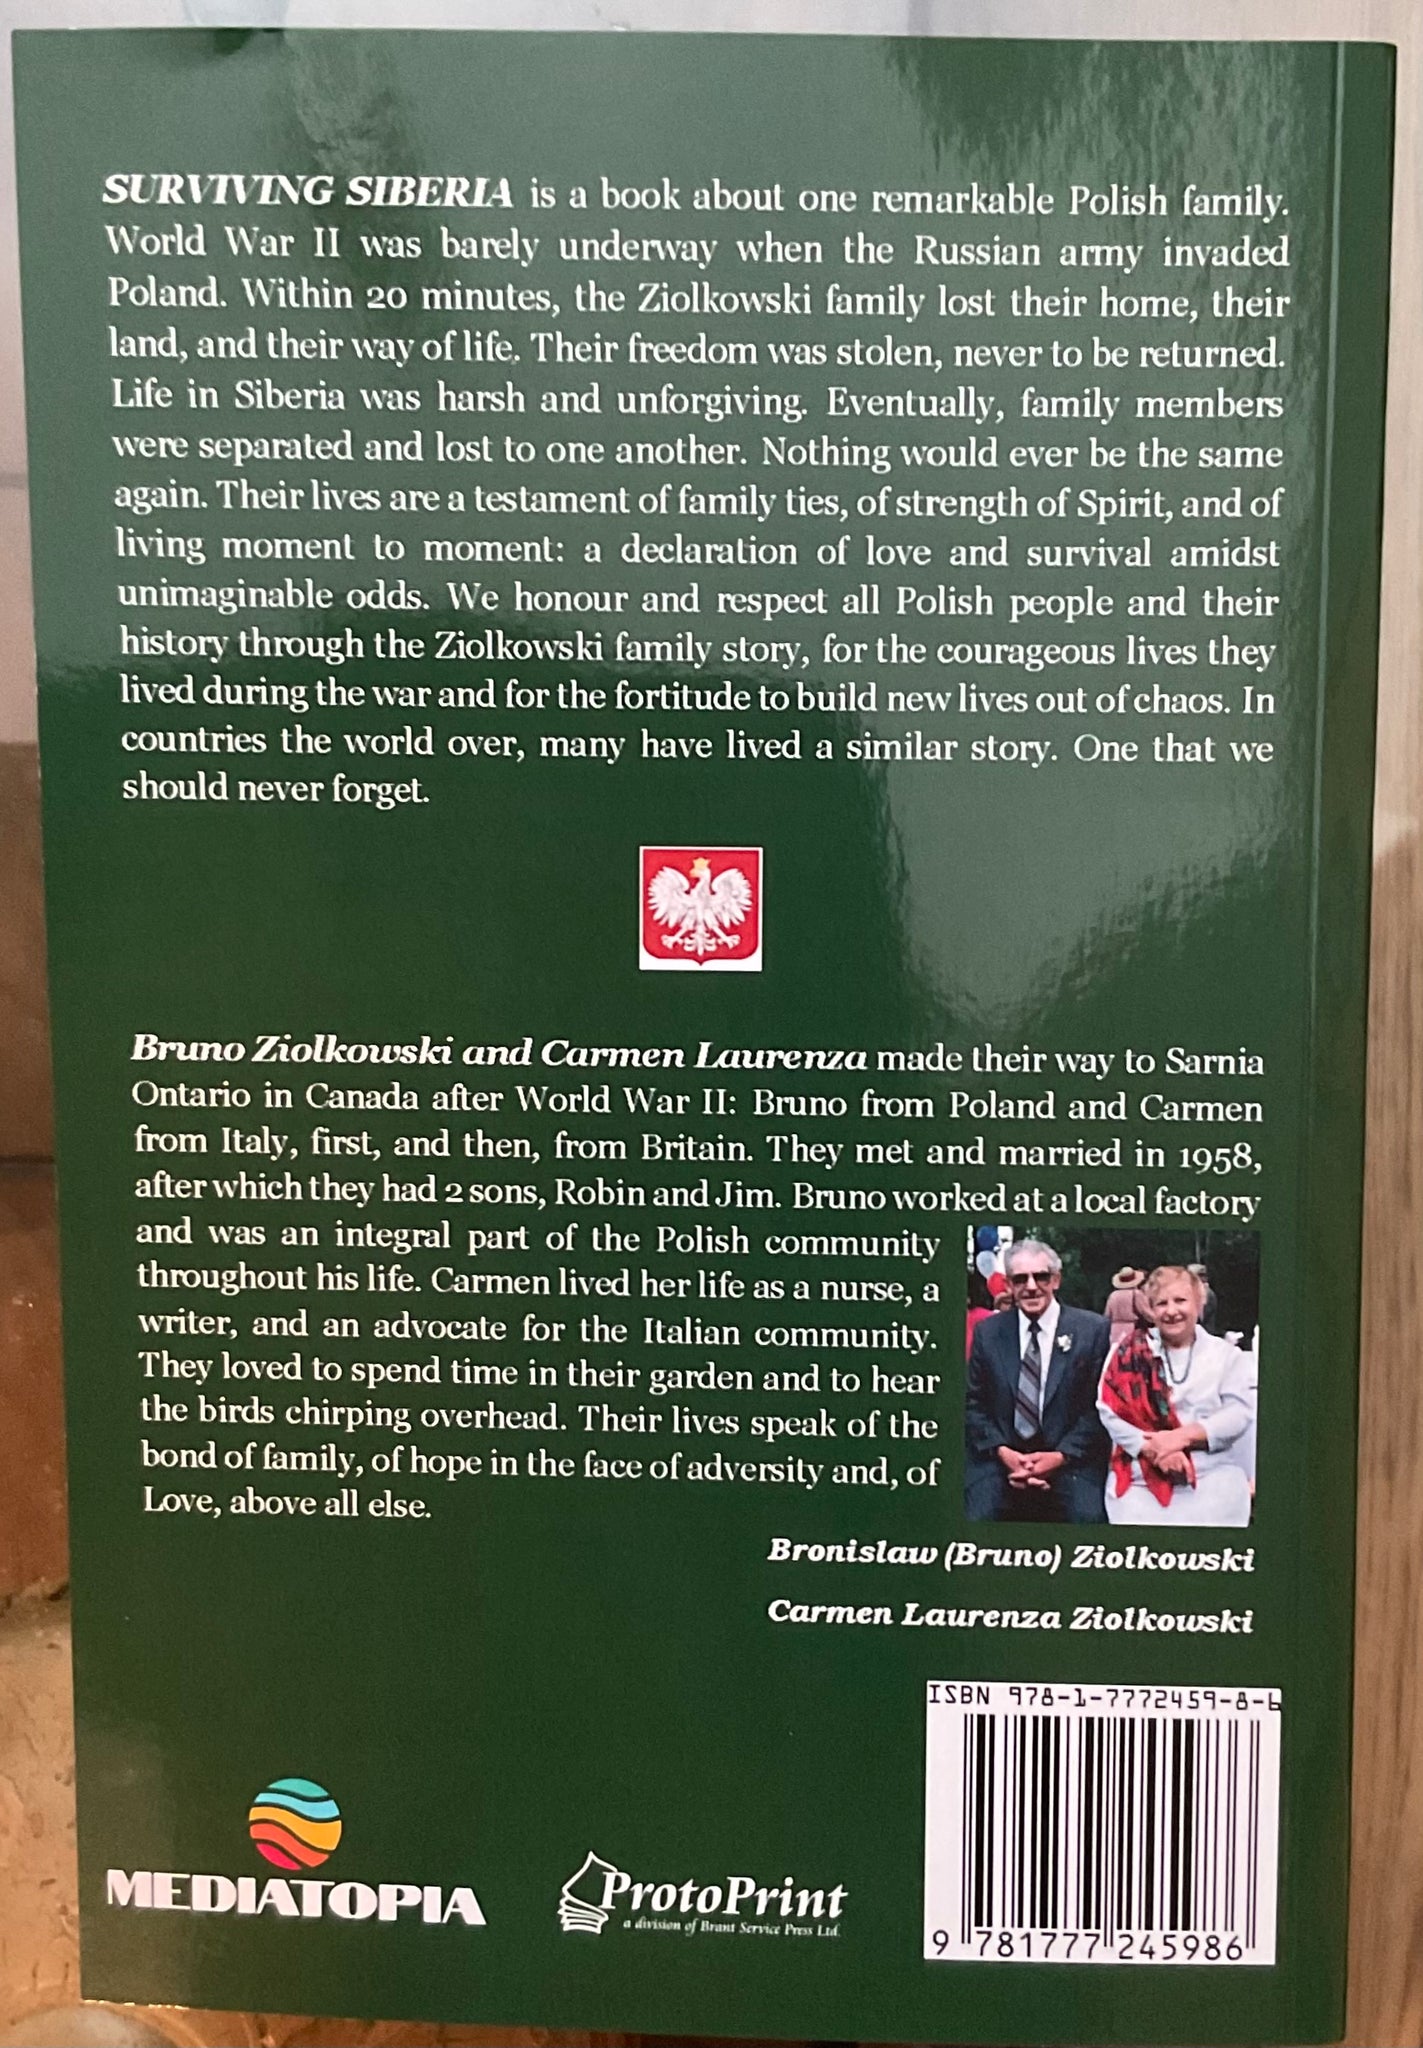 SURVIVING SIBERIA is a book about one remarkable Polish family.
World War II was barely underway when the Russian army invaded
Poland. Within 20 minutes, the Ziolkowski family lost their home, their
land, and their way of life. Their freedom was stolen, never to be returned.
Life in Siberia was harsh and unforgiving. Eventually, family members
were separated and lost to one another. Nothing would ever be the same
again. Their lives are a testament of family ties, of strength of Spirit, and of
living moment to moment: a declaration of love and survival amidst
unimaginable odds. We honour and respect all Polish people and their
history through the Ziolkowski family story, for the courageous lives they
lived during the war and for the fortitude to build new lives out of chaos. In
countries the world over, many have lived a similar story. One that we
should never forget.
Bruno Ziolkowski and Carmen Laurenza made their way to Sarnia
Ontario in Canada after World War II: Bruno from Poland and Carmen
from Italy, first, and then, from Britain. They met and married in 1958,
after which they had 2 sons, Robin and Jim. Bruno worked at a local factory
and was an integral part of the Polish community
throughout his life. Carmen lived her life as a nurse, a
writer, and an advocate for the Italian community.
They loved to spend time in their garden and to hear
the birds chirping overhead. Their lives speak of the
bond of family, of hope in the face of adversity and, of
Love, above all else.
Bronislaw (Bruno) Ziolkowski
Carmen Laurenza Ziolkowski
ISBN 978-1-7772459-8-6
MEDIATOPIA
ProtoPrint
a division of Brant Service Press Ltd.
9 781777 245986